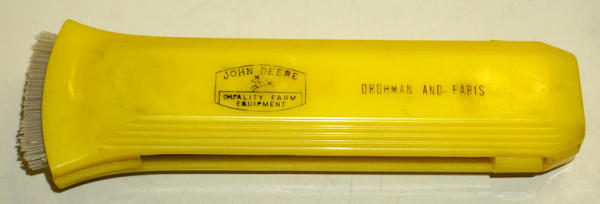 JOHN DEERE
QUALITY FARM
EQUIPMENT
DROHMAN AND FARIS